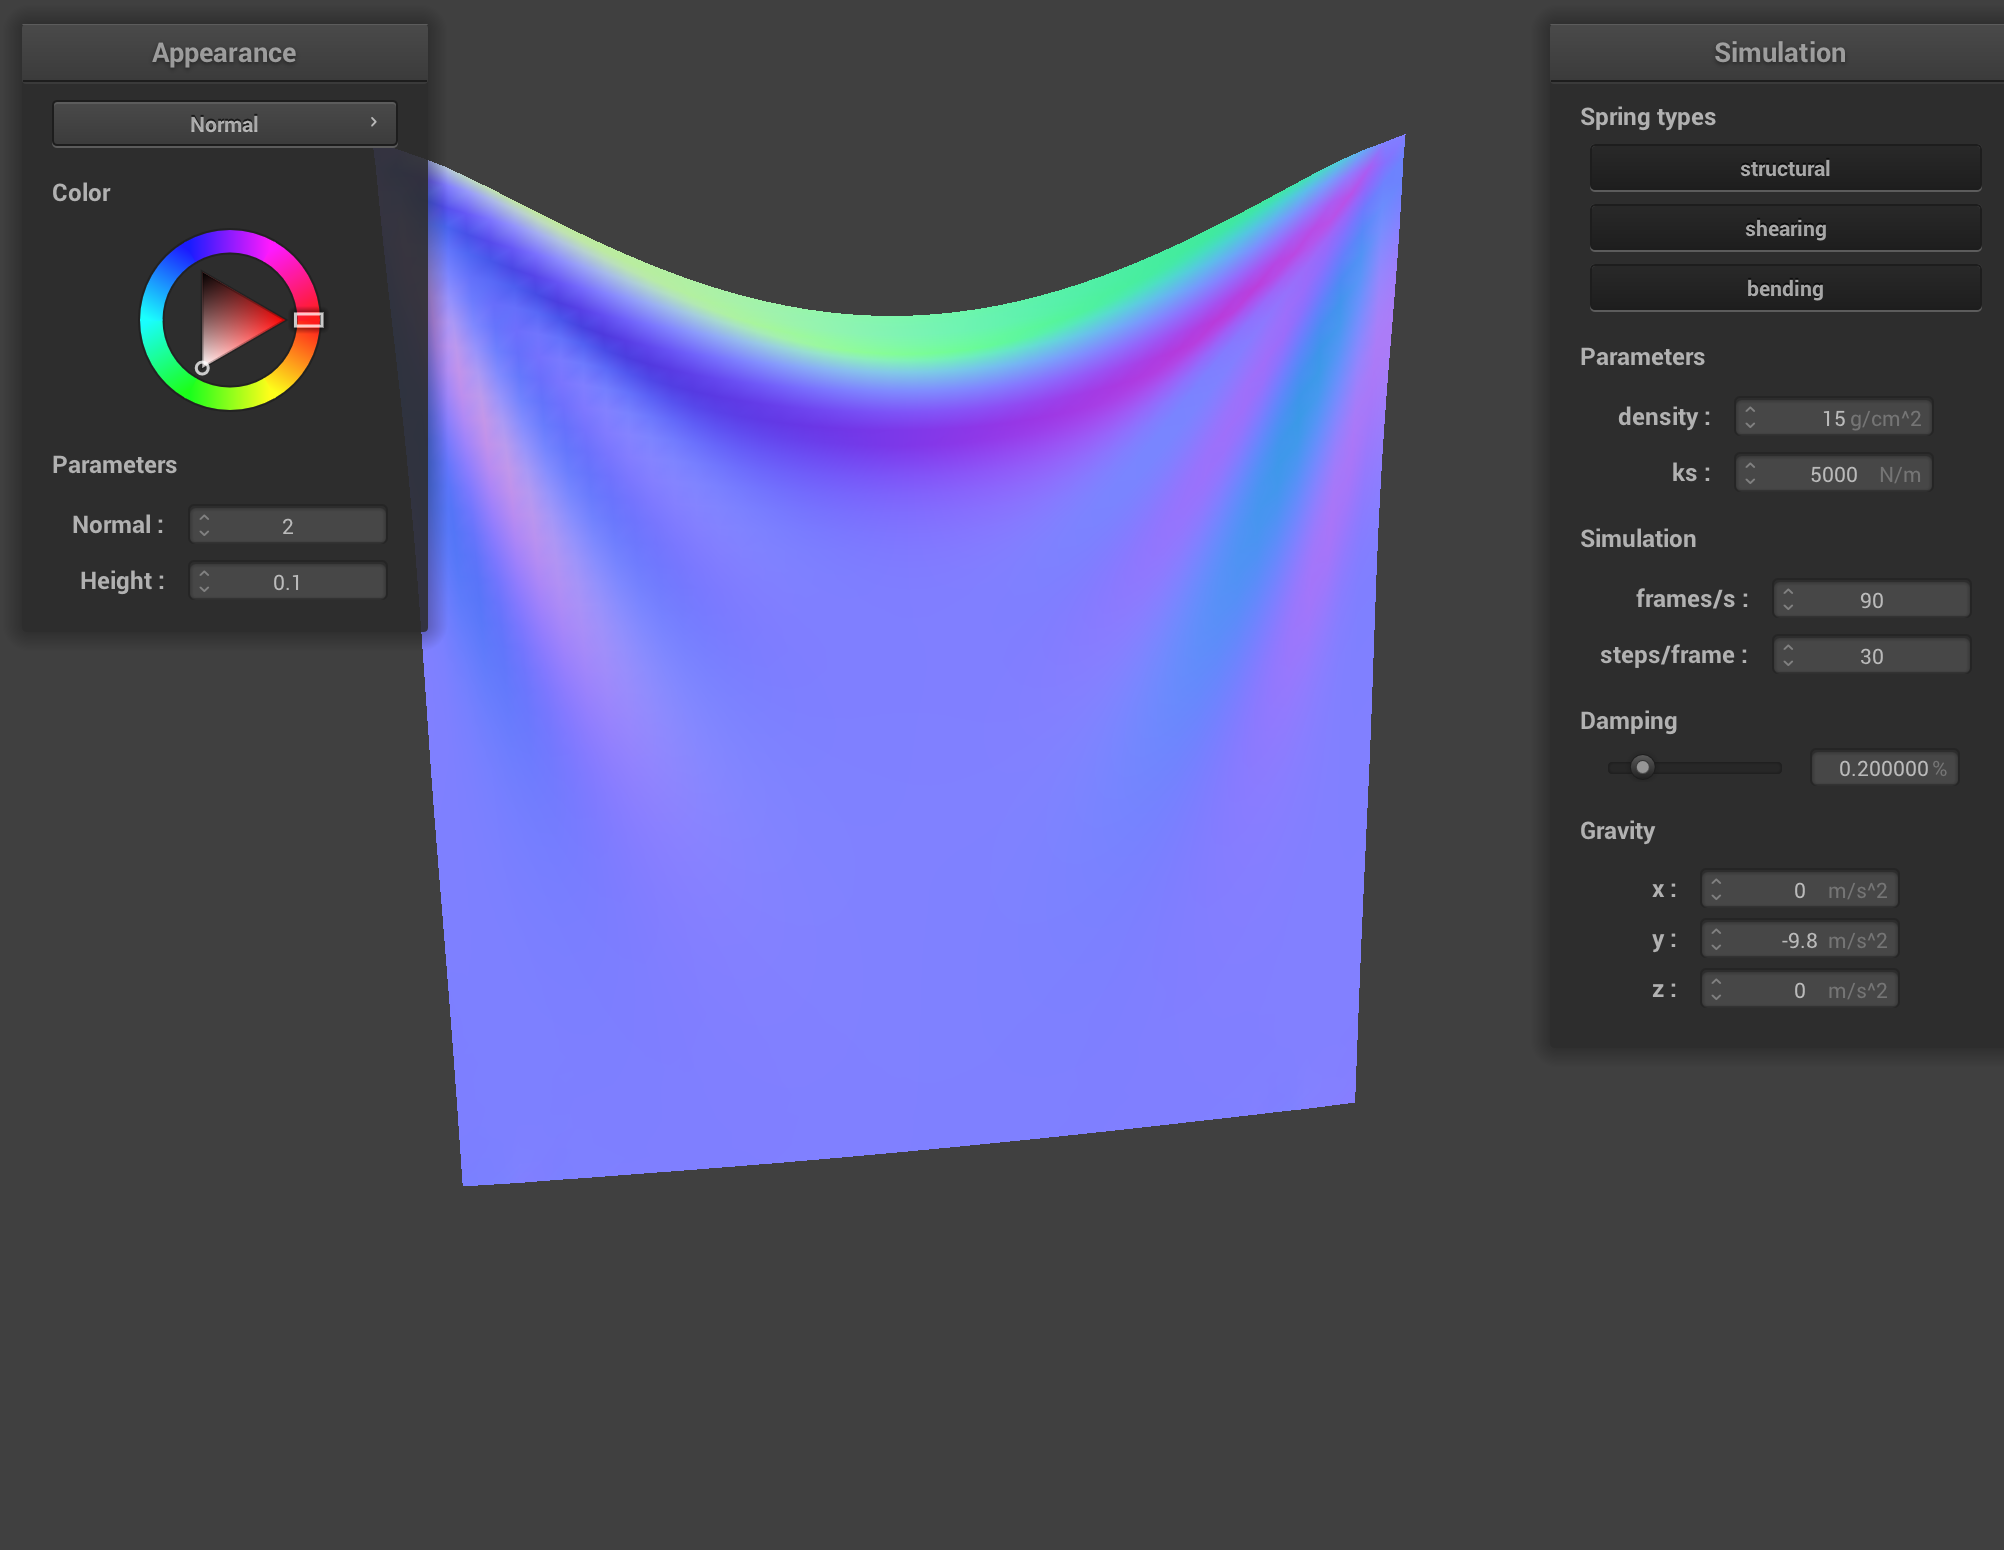 Appearance
Normal
Color
Parameters
Normal : 2
Height : 0.1
Simulation
Spring types
structural
shearing
bending
Parameters
density : 15 g/cm^2
ks : 5000 N/m
Simulation
frames/s : 90
steps/frame : 30
Damping
0.200000 %
Gravity
x : 0 m/s^2
y : -9.8 m/s^2
z : 0 m/s^2